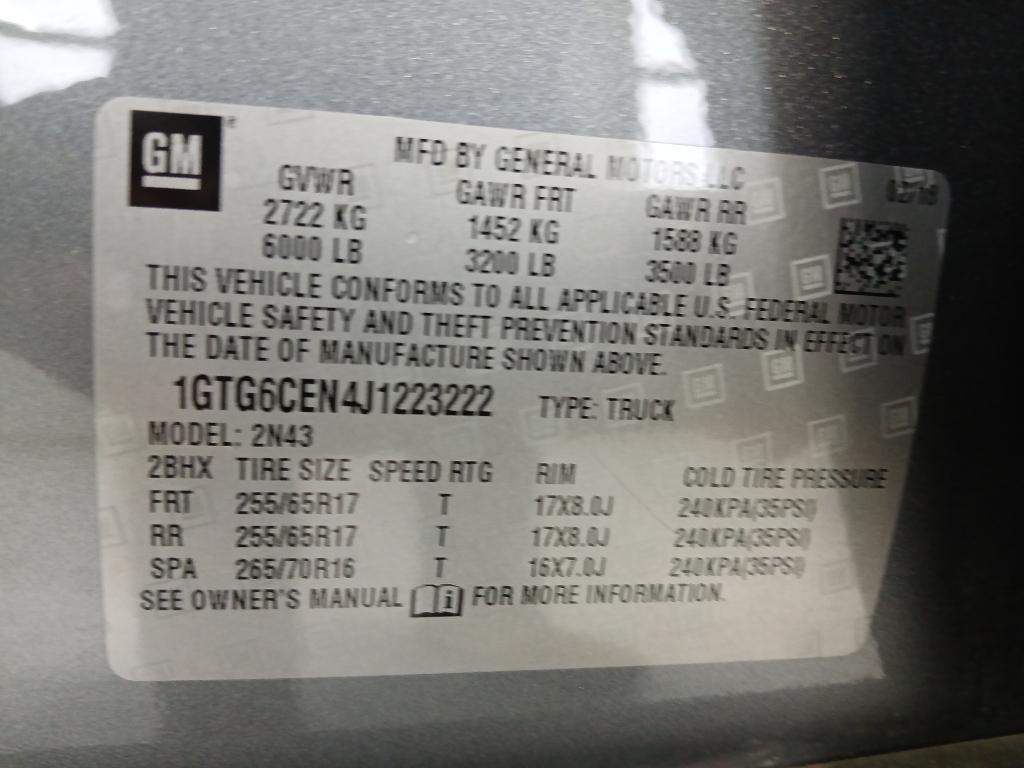 GM
MFD BY GENERAL MOTORS LLC
02/18
GVWR GAWR FRT GAWR RR
2722 KG 1452 KG 1588 KG
6000 LB 3200 LB 3500 LB
THIS VEHICLE CONFORMS TO ALL APPLICABLE U.S. FEDERAL MOTOR
VEHICLE SAFETY AND THEFT PREVENTION STANDARDS IN EFFECT ON
THE DATE OF MANUFACTURE SHOWN ABOVE.
1GTG6CEN4J1223222 TYPE: TRUCK
MODEL: 2N43
2BHX TIRE SIZE SPEED RTG RIM COLD TIRE PRESSURE
FRT 255/65R17 T 17X8.0J 240KPA(35PSI)
RR 255/65R17 T 17X8.0J 240KPA(35PSI)
SPA 265/70R16 T 16X7.0J 240KPA(35PSI)
SEE OWNER'S MANUAL i FOR MORE INFORMATION.